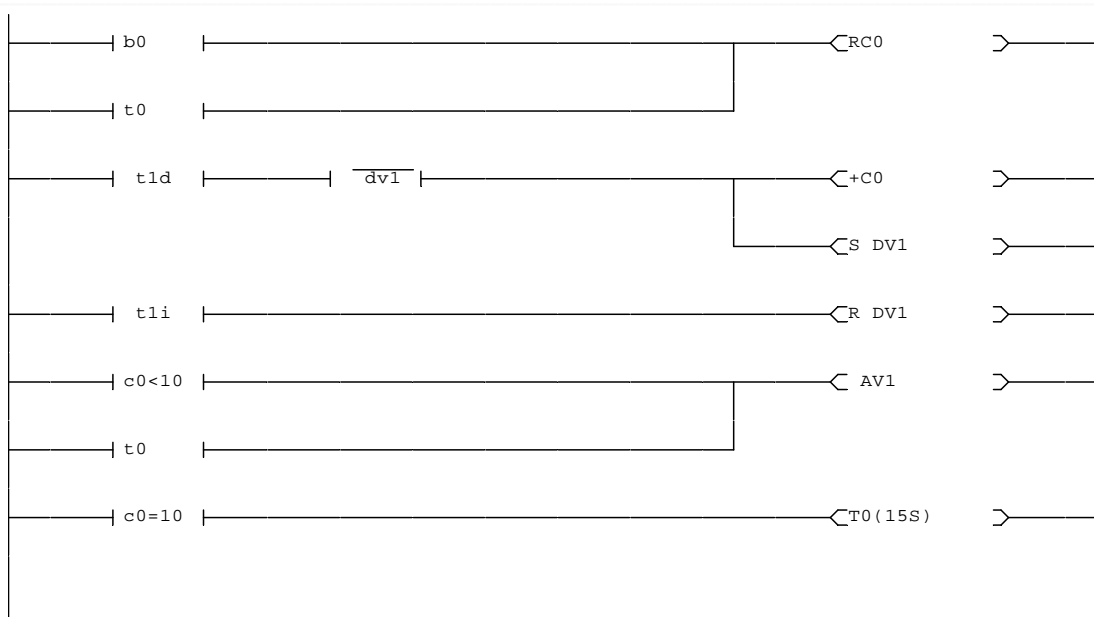 b0 RC0
t0
t1d dv1 +C0
S DV1
t1i R DV1
c0<10 AV1
t0
c0=10 T0(15S)